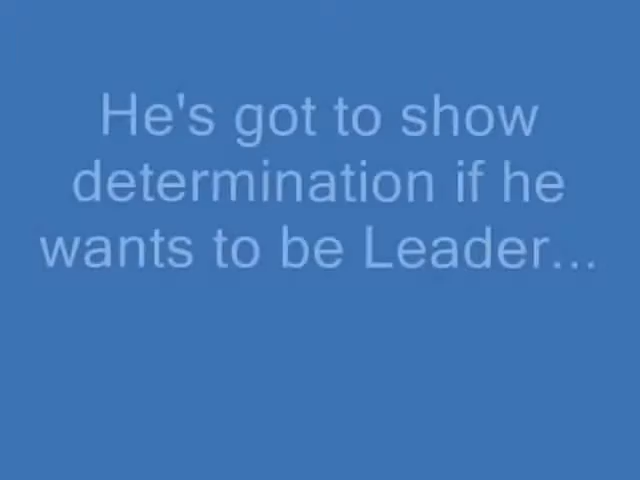 He's got to show
determination if he
wants to be Leader...